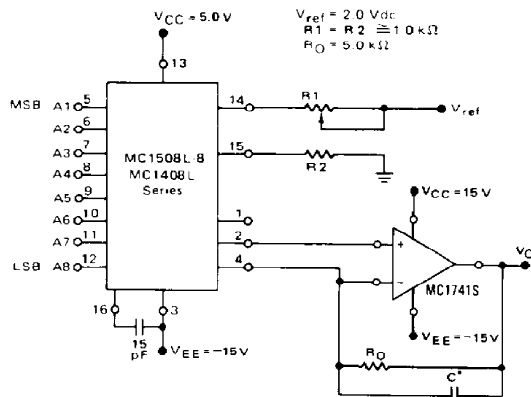 VCC = 5.0 V
Vref = 2.0 Vdc
R1 = R2 ≅ 1.0 kΩ
RO = 5.0 kΩ
13
MSB A1 5
A2 6
A3 7
A4 8
A5 9
A6 10
A7 11
LSB A8 12
MC1508L-8
MC1408L
Series
14
R1
Vref
15
R2
1
2
4
VCC = 15 V
+
−
MC1741S
VO
VEE = -15V
16
3
15
pF
VEE = -15V
RO
C*